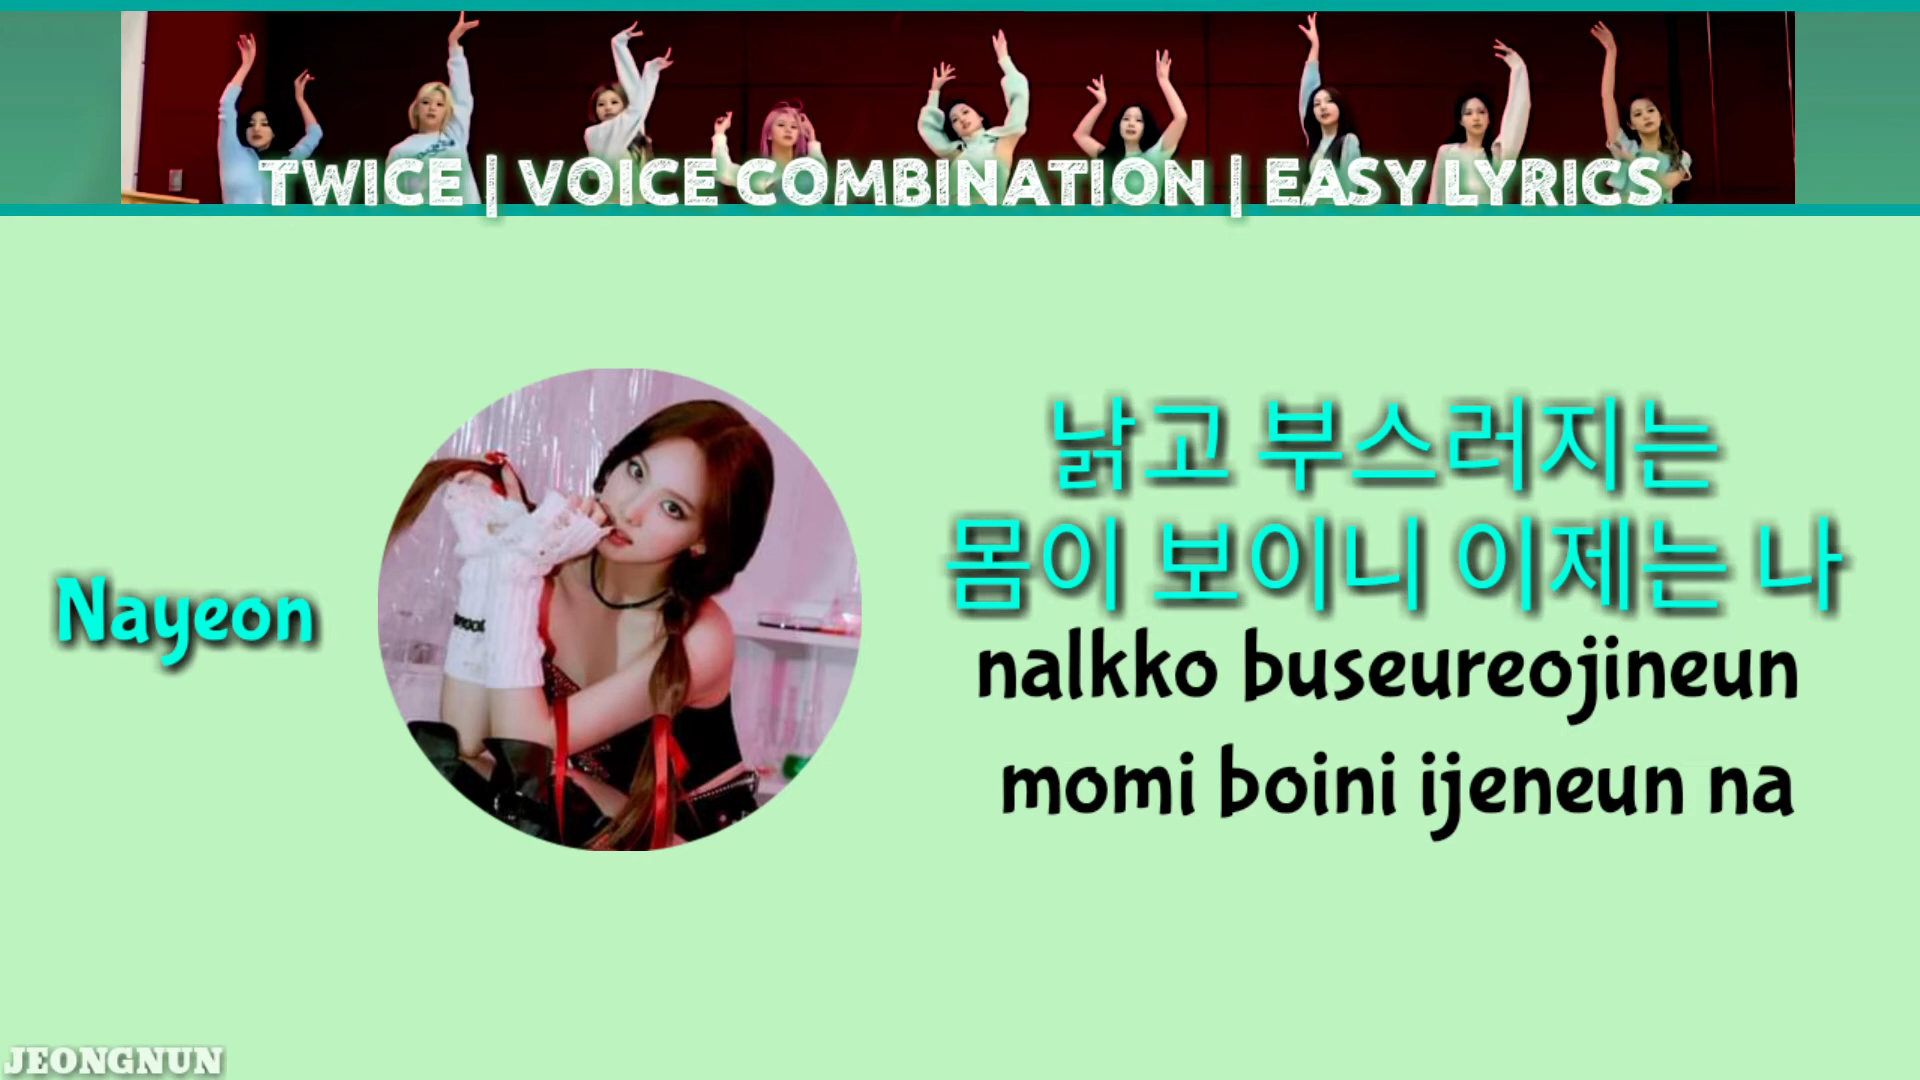 TWICE | VOICE COMBINATION | EASY LYRICS
Nayeon
낡고 부스러지는
몸이 보이니 이제는 나
nalkko buseureojineun
momi boini ijeneun na
JEONGNUN